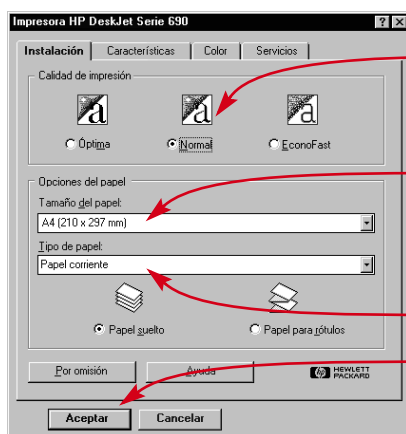 Impresora HP DeskJet Serie 690
Instalación Características Color Servicios
Calidad de impresión
Óptima Normal EconoFast
Opciones del papel
Tamaño del papel:
A4 (210 x 297 mm)
Tipo de papel:
Papel corriente
Papel suelto Papel para rótulos
Por omisión Ayuda hp HEWLETT
PACKARD
Aceptar Cancelar